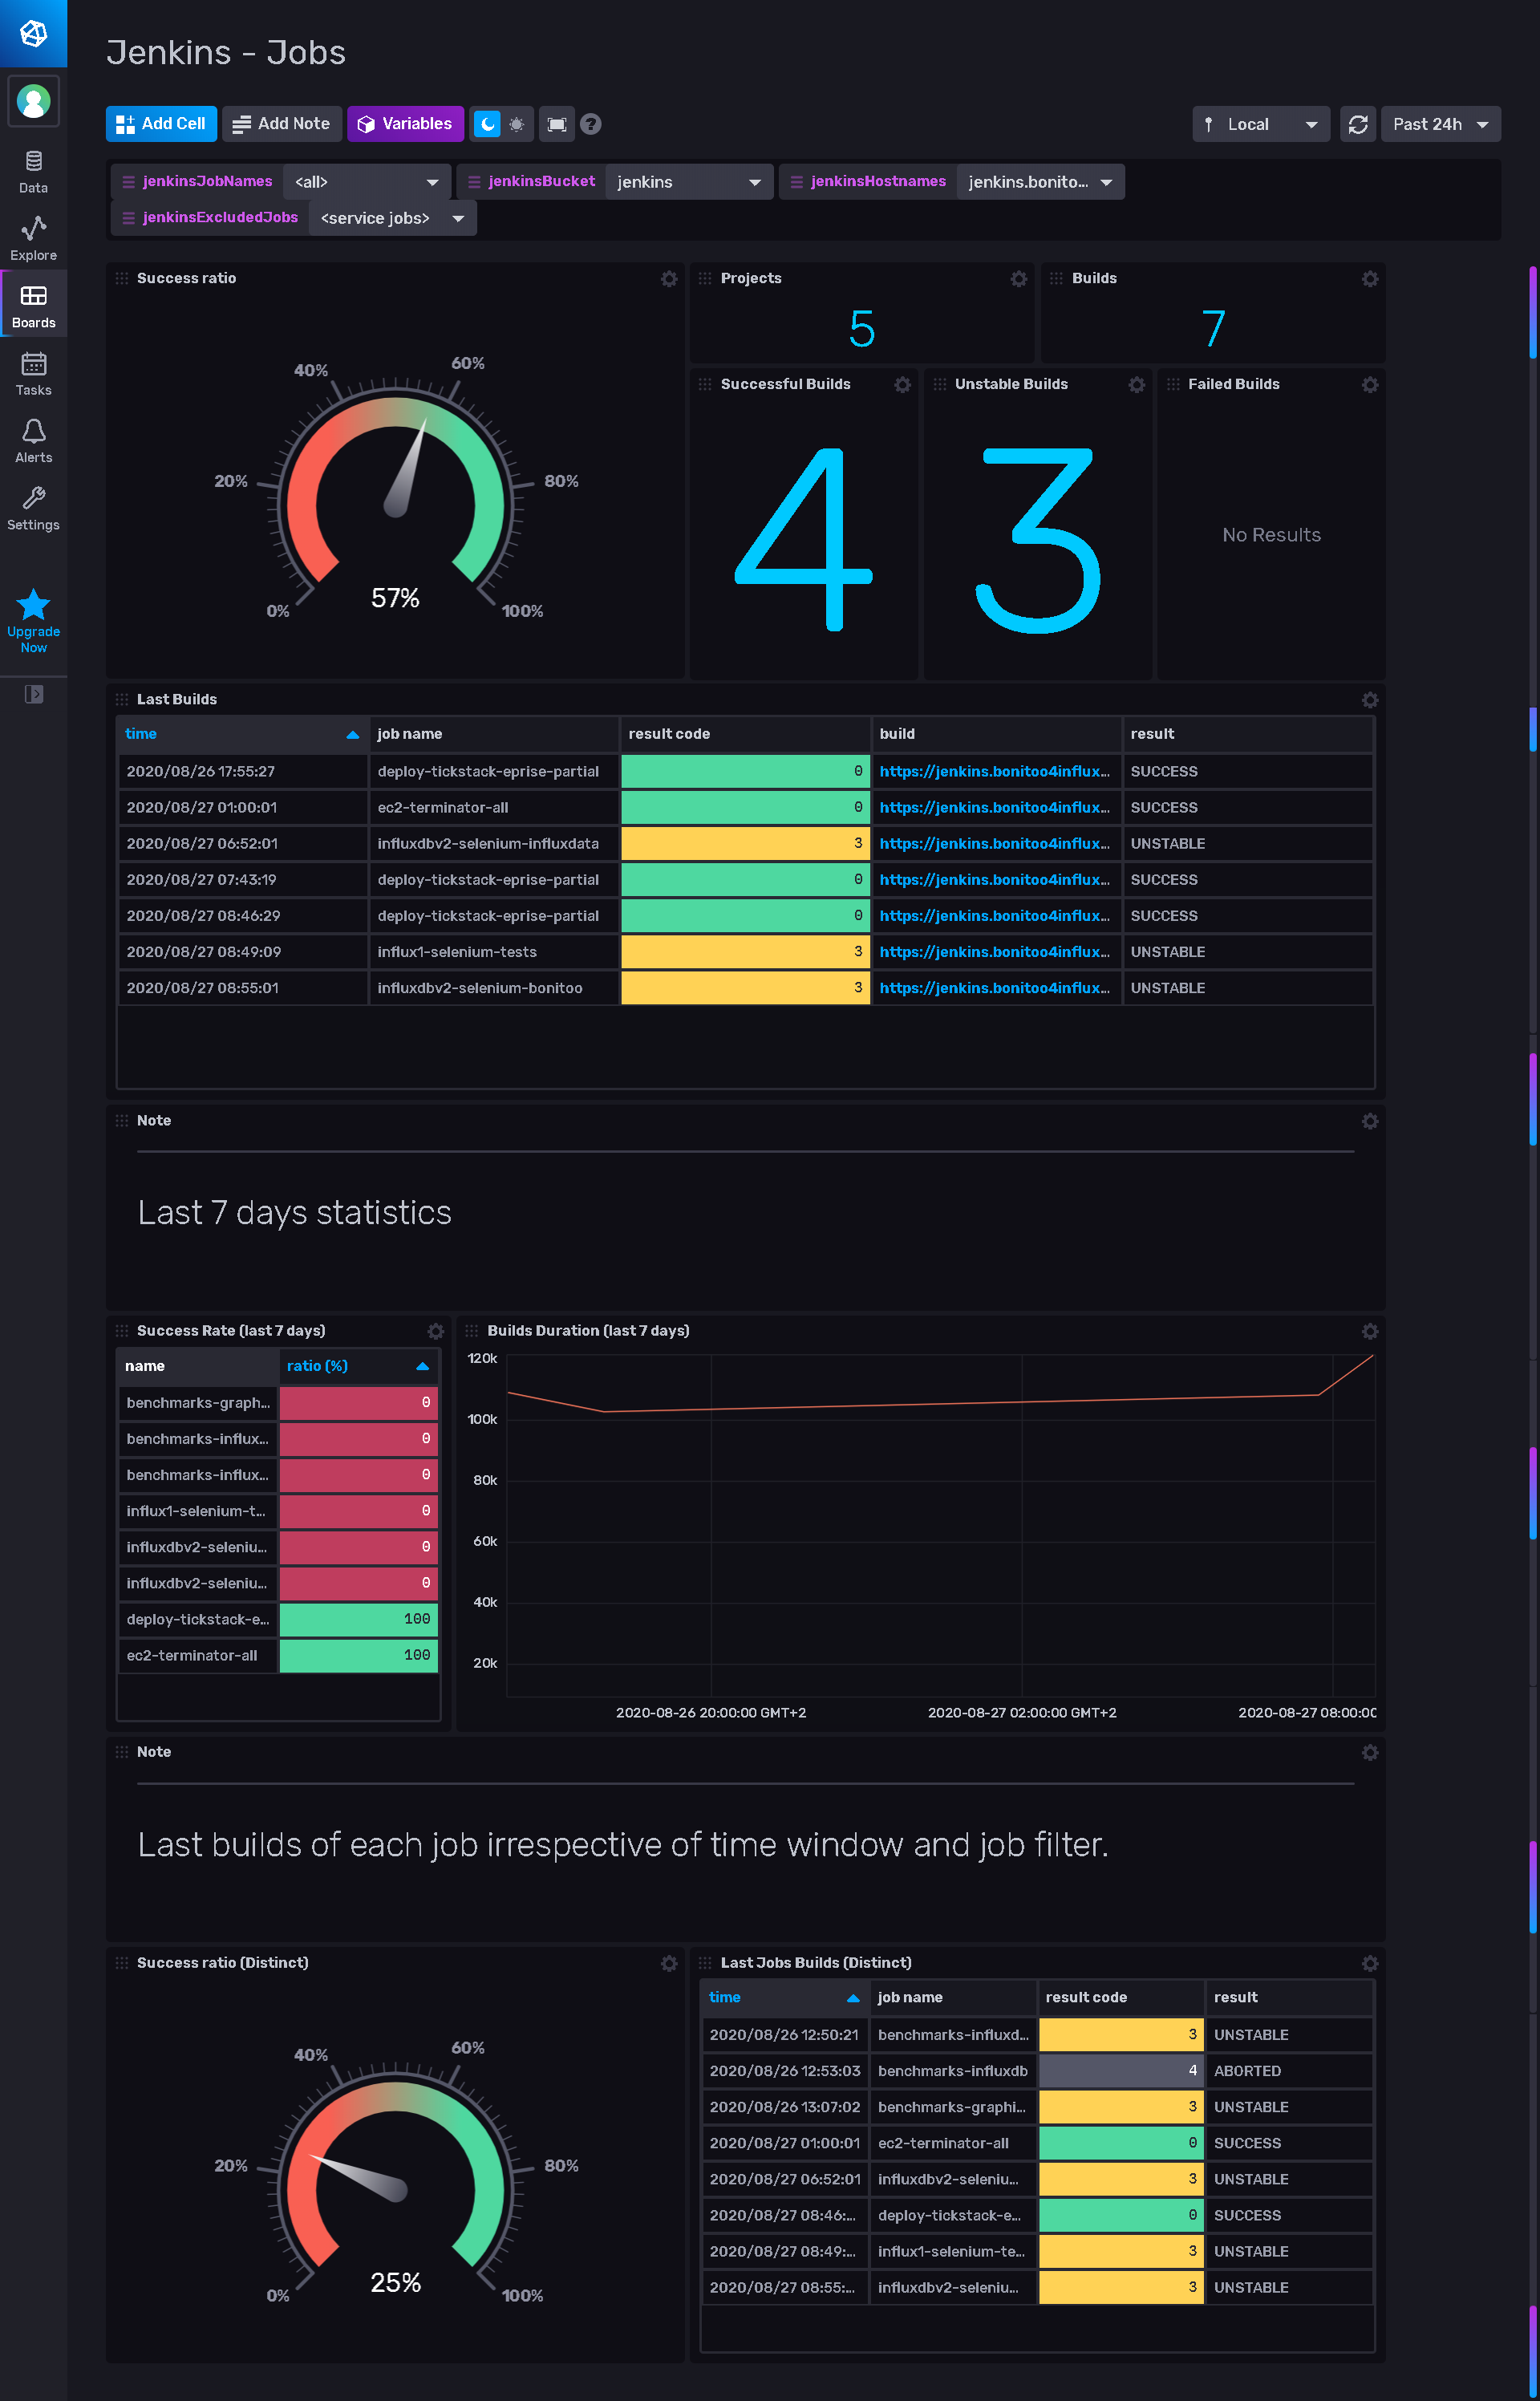 Jenkins - Jobs
Add Cell
Add Note
Variables
?
Local
Past 24h
Data
Explore
Boards
Tasks
Alerts
Settings
Upgrade
Now
jenkinsJobNames <all> jenkinsBucket jenkins jenkinsHostnames jenkins.bonito...
jenkinsExcludedJobs <service jobs>
Success ratio
0%
20%
40%
60%
80%
100%
57%
Projects
5
Builds
7
Successful Builds
4
Unstable Builds
3
Failed Builds
No Results
Last Builds
time job name result code build result
2020/08/26 17:55:27 deploy-tickstack-eprise-partial 0 https://jenkins.bonitoo4influx... SUCCESS
2020/08/27 01:00:01 ec2-terminator-all 0 https://jenkins.bonitoo4influx... SUCCESS
2020/08/27 06:52:01 influxdbv2-selenium-influxdata 3 https://jenkins.bonitoo4influx... UNSTABLE
2020/08/27 07:43:19 deploy-tickstack-eprise-partial 0 https://jenkins.bonitoo4influx... SUCCESS
2020/08/27 08:46:29 deploy-tickstack-eprise-partial 0 https://jenkins.bonitoo4influx... SUCCESS
2020/08/27 08:49:09 influx1-selenium-tests 3 https://jenkins.bonitoo4influx... UNSTABLE
2020/08/27 08:55:01 influxdbv2-selenium-bonitoo 3 https://jenkins.bonitoo4influx... UNSTABLE
Note
Last 7 days statistics
Success Rate (last 7 days)
name ratio (%)
benchmarks-graph... 0
benchmarks-influx... 0
benchmarks-influx... 0
influx1-selenium-t... 0
influxdbv2-seleniu... 0
influxdbv2-seleniu... 0
deploy-tickstack-e... 100
ec2-terminator-all 100
Builds Duration (last 7 days)
120k
100k
80k
60k
40k
20k
2020-08-26 20:00:00 GMT+2 2020-08-27 02:00:00 GMT+2 2020-08-27 08:00:00
Note
Last builds of each job irrespective of time window and job filter.
Success ratio (Distinct)
0%
20%
40%
60%
80%
100%
25%
Last Jobs Builds (Distinct)
time job name result code result
2020/08/26 12:50:21 benchmarks-influxd... 3 UNSTABLE
2020/08/26 12:53:03 benchmarks-influxdb 4 ABORTED
2020/08/26 13:07:02 benchmarks-graphi... 3 UNSTABLE
2020/08/27 01:00:01 ec2-terminator-all 0 SUCCESS
2020/08/27 06:52:01 influxdbv2-seleniu... 3 UNSTABLE
2020/08/27 08:46:... deploy-tickstack-e... 0 SUCCESS
2020/08/27 08:49:... influx1-selenium-te... 3 UNSTABLE
2020/08/27 08:55:... influxdbv2-seleniu... 3 UNSTABLE